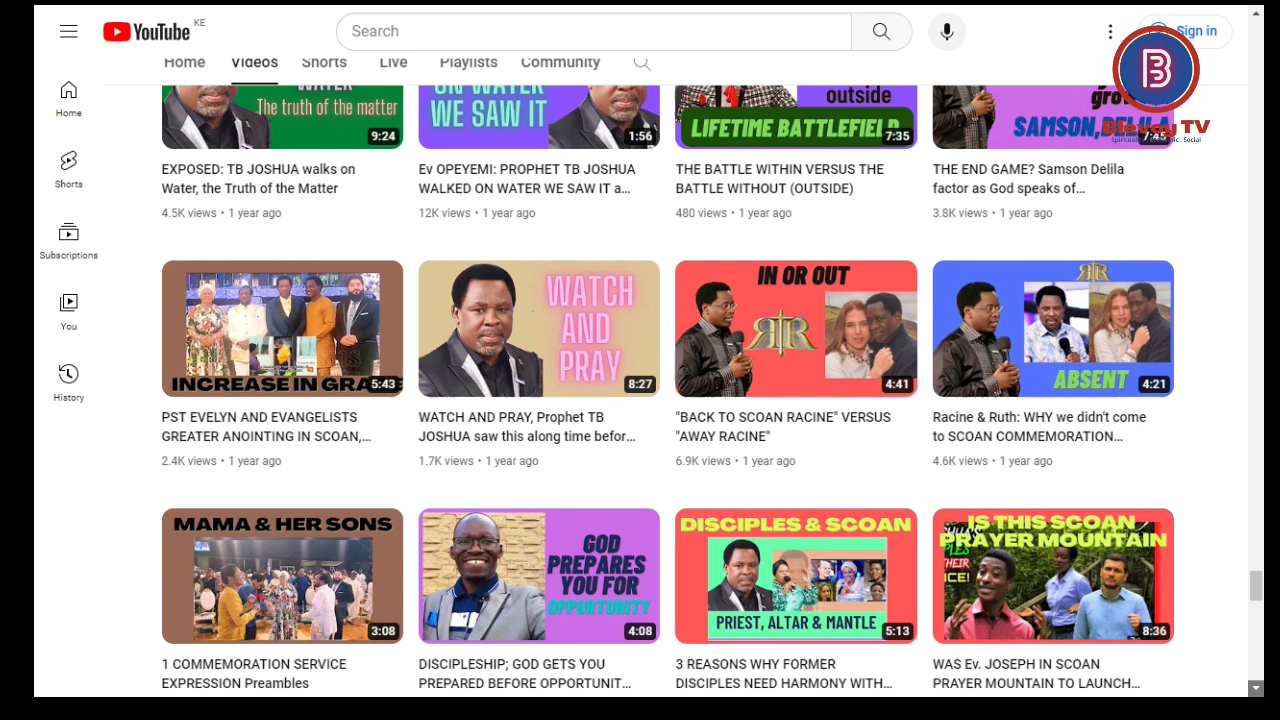 YouTube
KE
Search
Sign in
Home
Videos
Shorts
Live
Playlists
Community
Home
Shorts
Subscriptions
You
History
Bievoy TV
WATER
The truth of the matter
9:24
ON WATER
WE SAW IT
1:56
outside
LIFETIME BATTLEFIELD
7:35
SAMSON, DELILA
7:45
EXPOSED: TB JOSHUA walks on
Water, the Truth of the Matter
4.5K views • 1 year ago
Ev OPEYEMI: PROPHET TB JOSHUA
WALKED ON WATER WE SAW IT a…
12K views • 1 year ago
THE BATTLE WITHIN VERSUS THE
BATTLE WITHOUT (OUTSIDE)
480 views • 1 year ago
THE END GAME? Samson Delila
factor as God speaks of…
3.8K views • 1 year ago
INCREASE IN GRACE
5:43
WATCH
AND
PRAY
8:27
IN OR OUT
4:41
ABSENT
4:21
PST EVELYN AND EVANGELISTS
GREATER ANOINTING IN SCOAN,…
2.4K views • 1 year ago
WATCH AND PRAY, Prophet TB
JOSHUA saw this along time befor…
1.7K views • 1 year ago
"BACK TO SCOAN RACINE" VERSUS
"AWAY RACINE"
6.9K views • 1 year ago
Racine & Ruth: WHY we didn't come
to SCOAN COMMEMORATION…
4.6K views • 1 year ago
MAMA & HER SONS
3:08
GOD
PREPARES
YOU FOR
OPPORTUNITY
4:08
DISCIPLES & SCOAN
PRIEST, ALTAR & MANTLE
5:13
IS THIS SCOAN
PRAYER MOUNTAIN
8:36
1 COMMEMORATION SERVICE
EXPRESSION Preambles
DISCIPLESHIP; GOD GETS YOU
PREPARED BEFORE OPPORTUNIT…
3 REASONS WHY FORMER
DISCIPLES NEED HARMONY WITH…
WAS Ev. JOSEPH IN SCOAN
PRAYER MOUNTAIN TO LAUNCH…